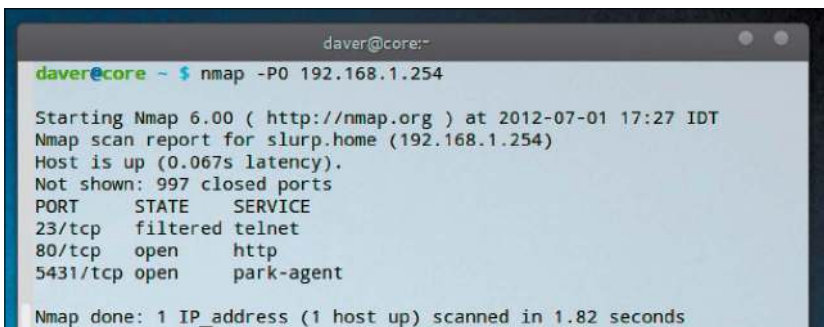 daver@core:~
daver@core ~ $ nmap -P0 192.168.1.254
Starting Nmap 6.00 ( http://nmap.org ) at 2012-07-01 17:27 IDT
Nmap scan report for slurp.home (192.168.1.254)
Host is up (0.067s latency).
Not shown: 997 closed ports
PORT STATE SERVICE
23/tcp filtered telnet
80/tcp open http
5431/tcp open park-agent
Nmap done: 1 IP address (1 host up) scanned in 1.82 seconds